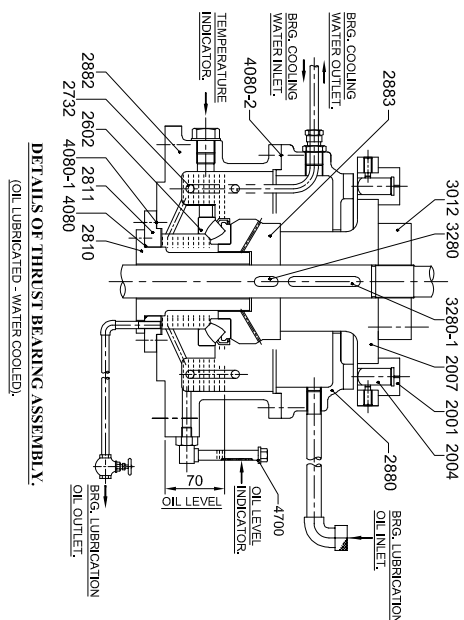 3012 3280
3280-1
2007
2001
2004
2880
BRG. LUBRICATION
OIL INLET.
2883
BRG. COOLING
WATER OUTLET.
BRG. COOLING
WATER INLET.
4080-2
TEMPERATURE
INDICATOR.
2882
2732
2602
4080-1
2811
4080
2810
4700
OIL LEVEL
INDICATOR.
70
OIL LEVEL
BRG. LUBRICATION
OIL OUTLET.
DETAILS OF THRUST BEARING ASSEMBLY.
(OIL LUBRICATED - WATER COOLED).